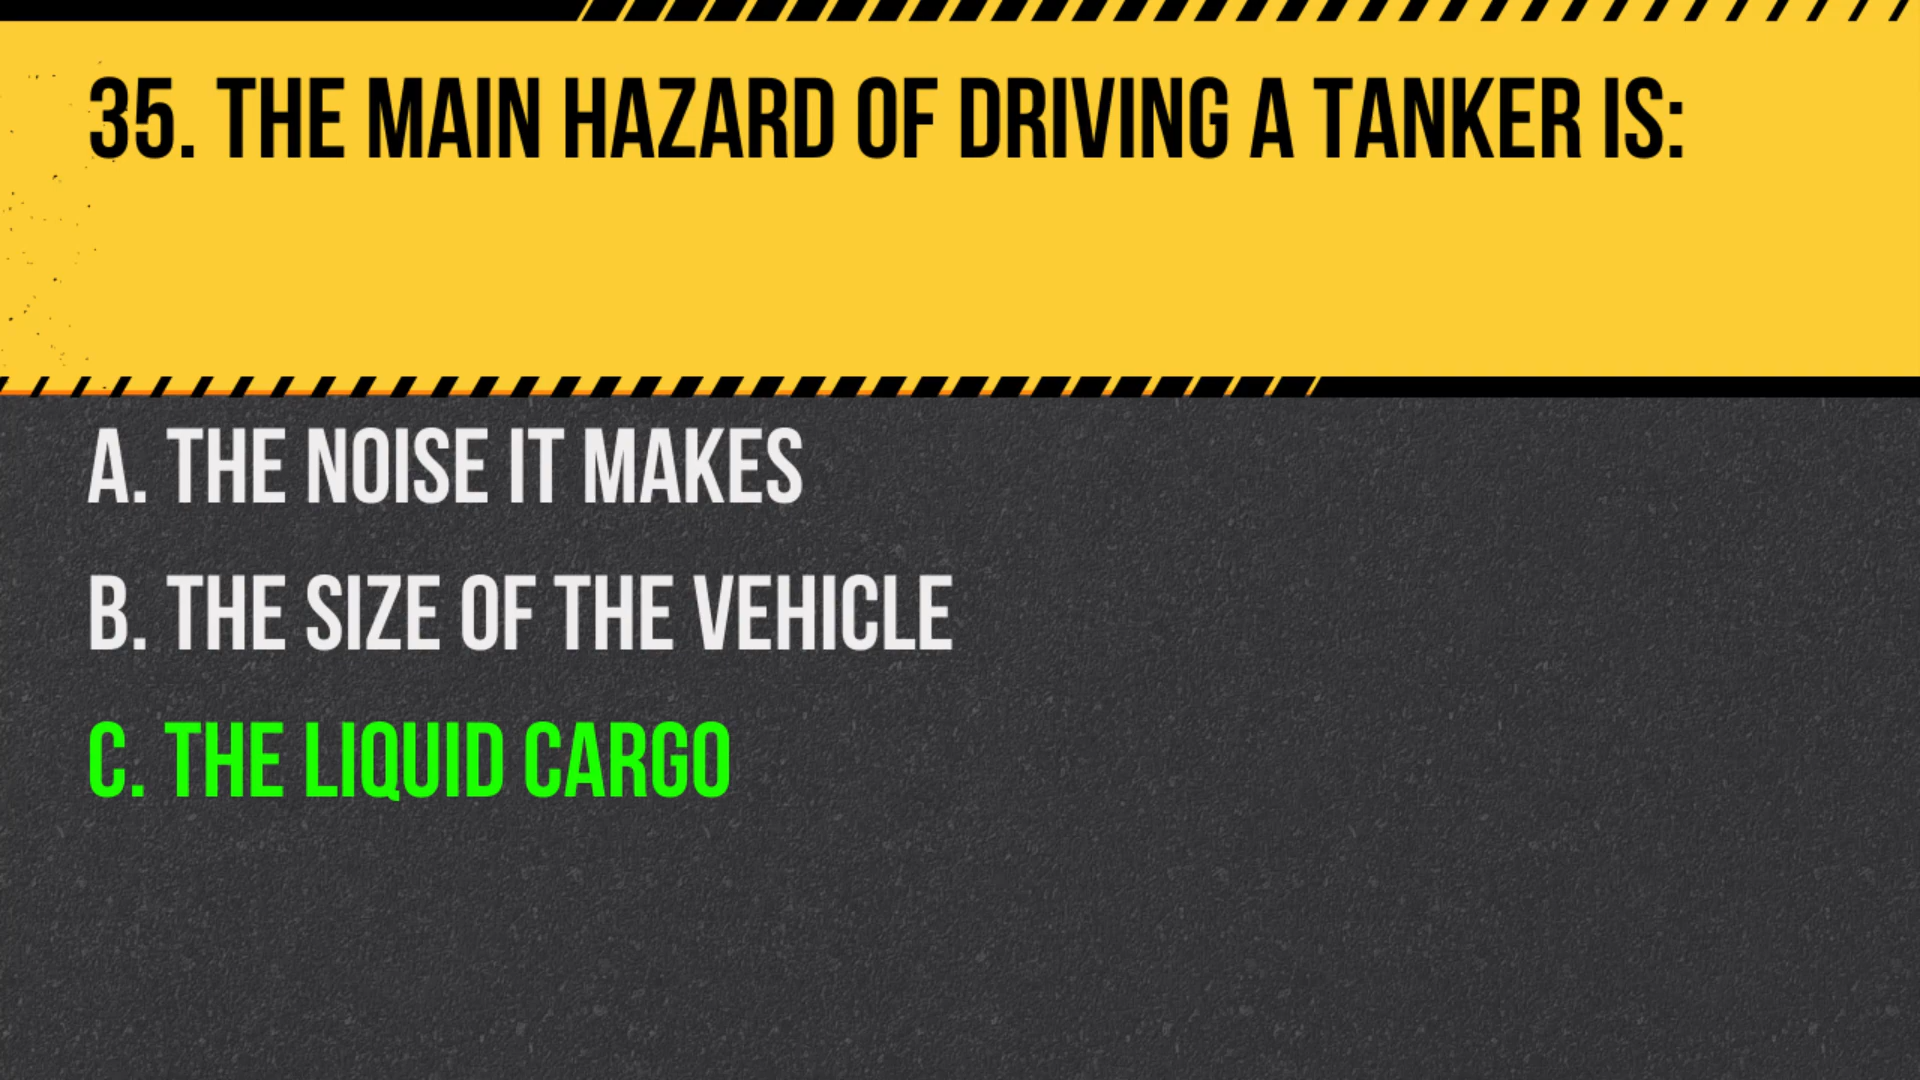 35. THE MAIN HAZARD OF DRIVING A TANKER IS:
A. THE NOISE IT MAKES
B. THE SIZE OF THE VEHICLE
C. THE LIQUID CARGO